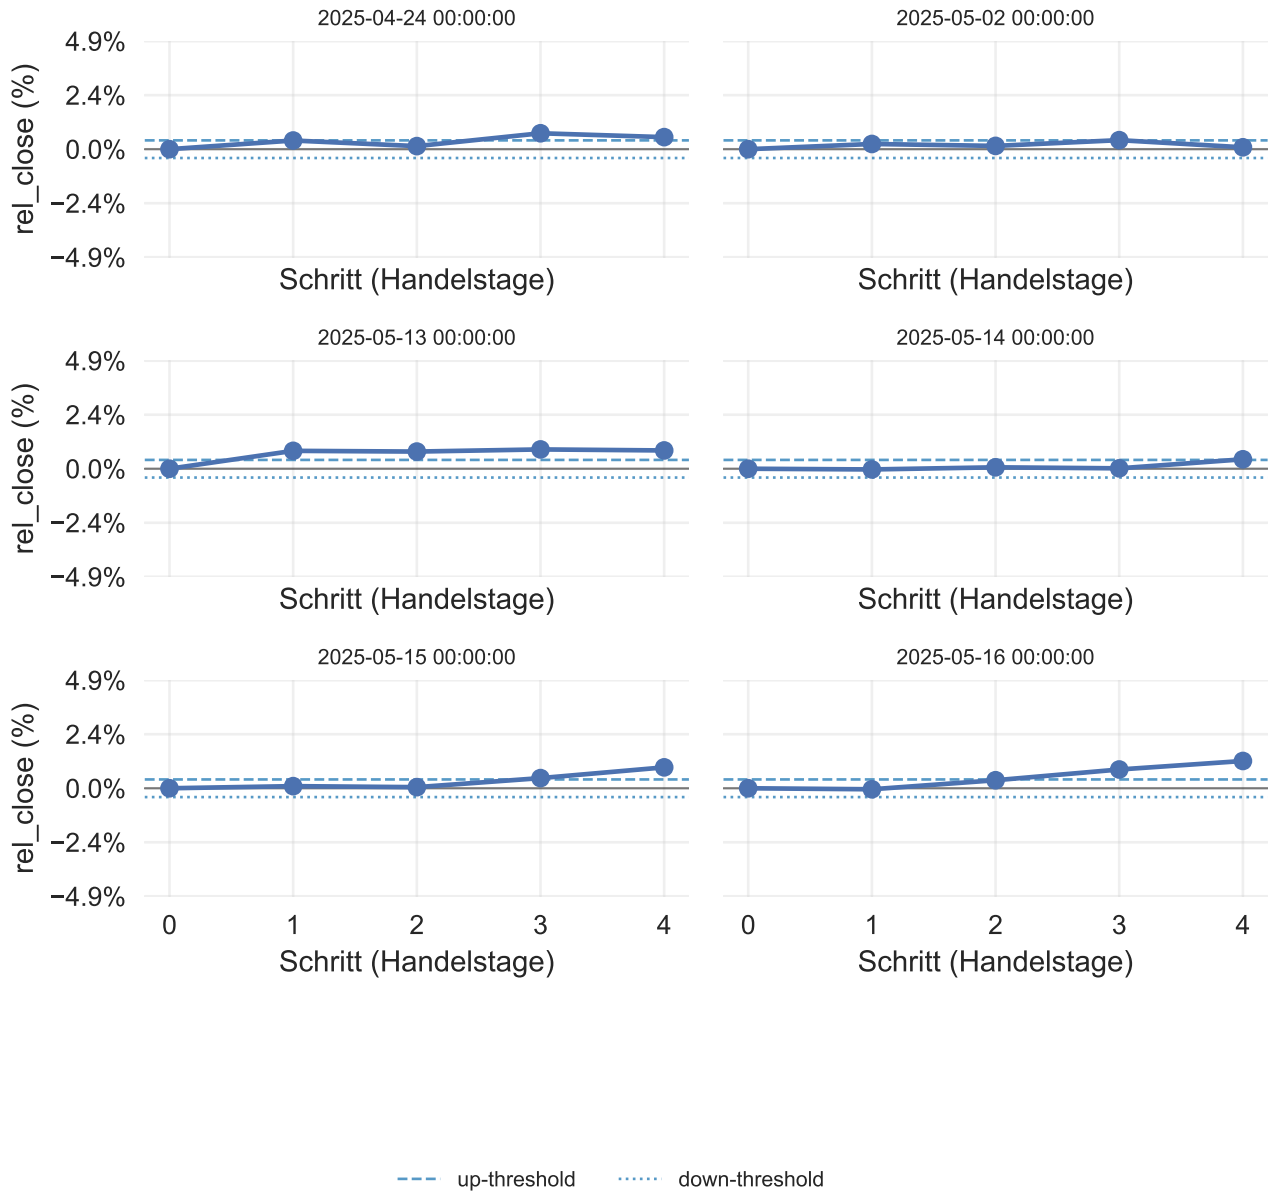 2025-04-24 00:00:00
2025-05-02 00:00:00
rel_close (%)
4.9%
2.4%
0.0%
−2.4%
−4.9%
Schritt (Handelstage)
Schritt (Handelstage)
2025-05-13 00:00:00
2025-05-14 00:00:00
rel_close (%)
4.9%
2.4%
0.0%
−2.4%
−4.9%
Schritt (Handelstage)
Schritt (Handelstage)
2025-05-15 00:00:00
2025-05-16 00:00:00
rel_close (%)
4.9%
2.4%
0.0%
−2.4%
−4.9%
0 1 2 3 4
0 1 2 3 4
Schritt (Handelstage)
Schritt (Handelstage)
up-threshold
down-threshold